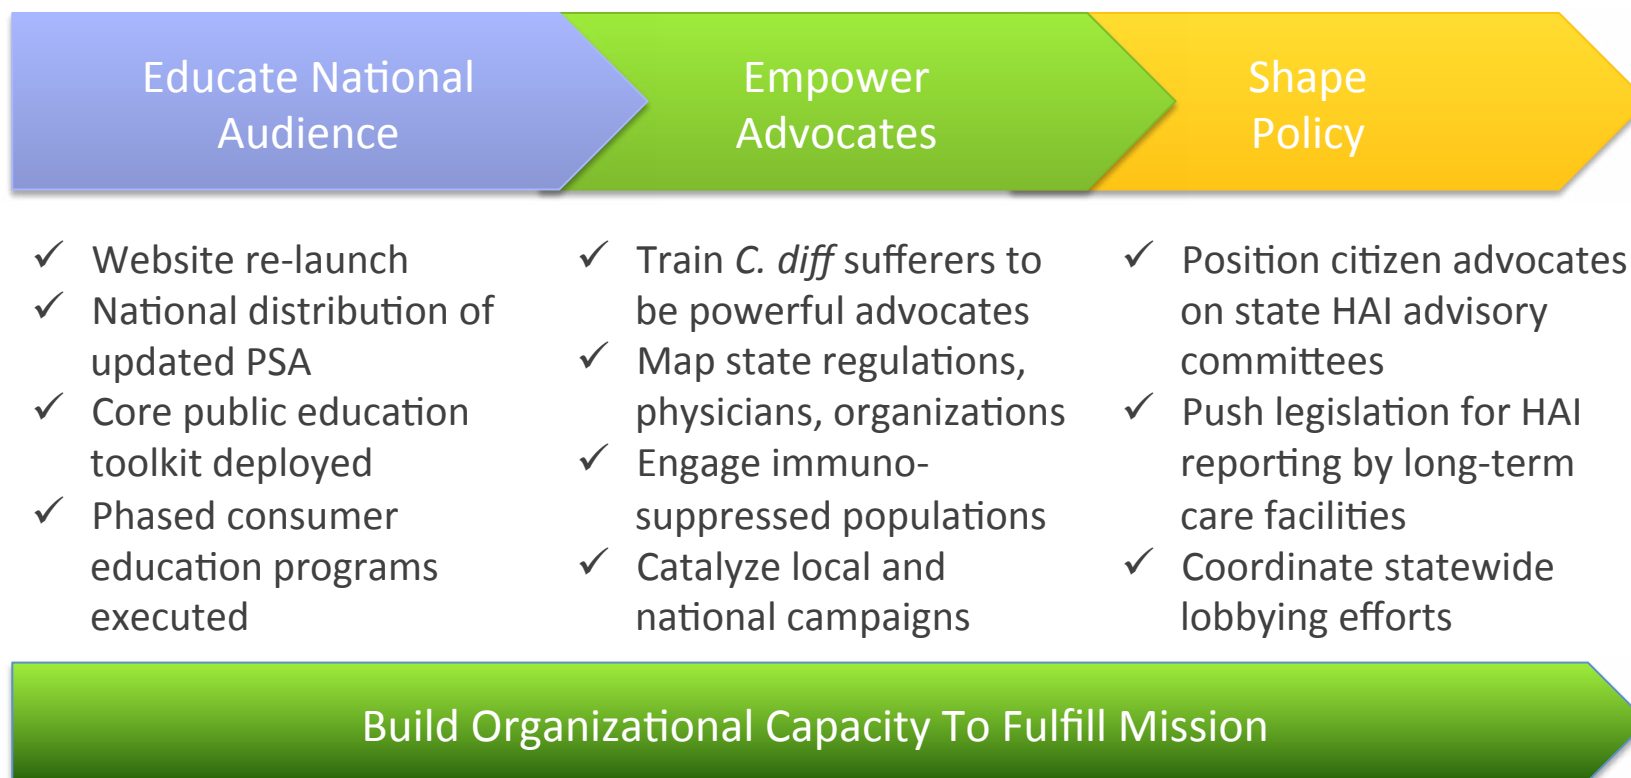 Educate National
Audience
Empower
Advocates
Shape
Policy
✓ Website re-launch
✓ National distribution of
updated PSA
✓ Core public education
toolkit deployed
✓ Phased consumer
education programs
executed
✓ Train C. diff sufferers to
be powerful advocates
✓ Map state regulations,
physicians, organizations
✓ Engage immuno-
suppressed populations
✓ Catalyze local and
national campaigns
✓ Position citizen advocates
on state HAI advisory
committees
✓ Push legislation for HAI
reporting by long-term
care facilities
✓ Coordinate statewide
lobbying efforts
Build Organizational Capacity To Fulfill Mission